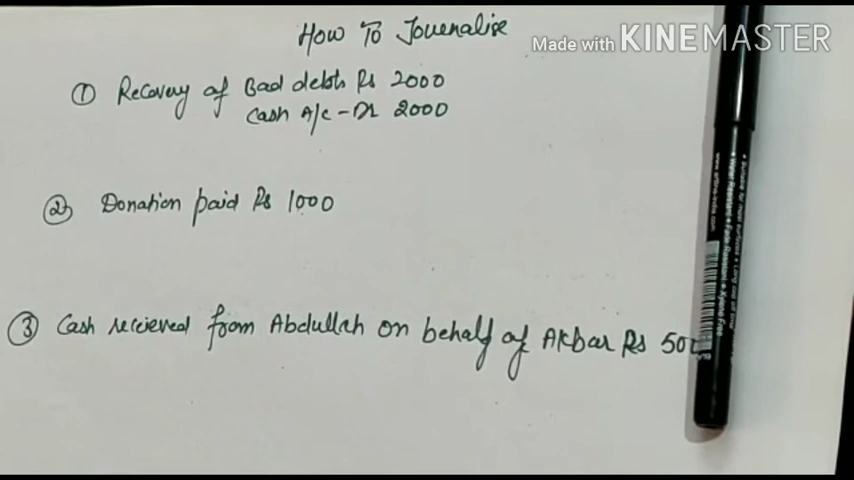 How To Journalise
Made with KINEMASTER
① Recovery of Bad debts Rs 2000
Cash A/c - Dr 2000
② Donation paid Rs 1000
③ Cash recieved from Abdullah on behalf of Akbar Rs